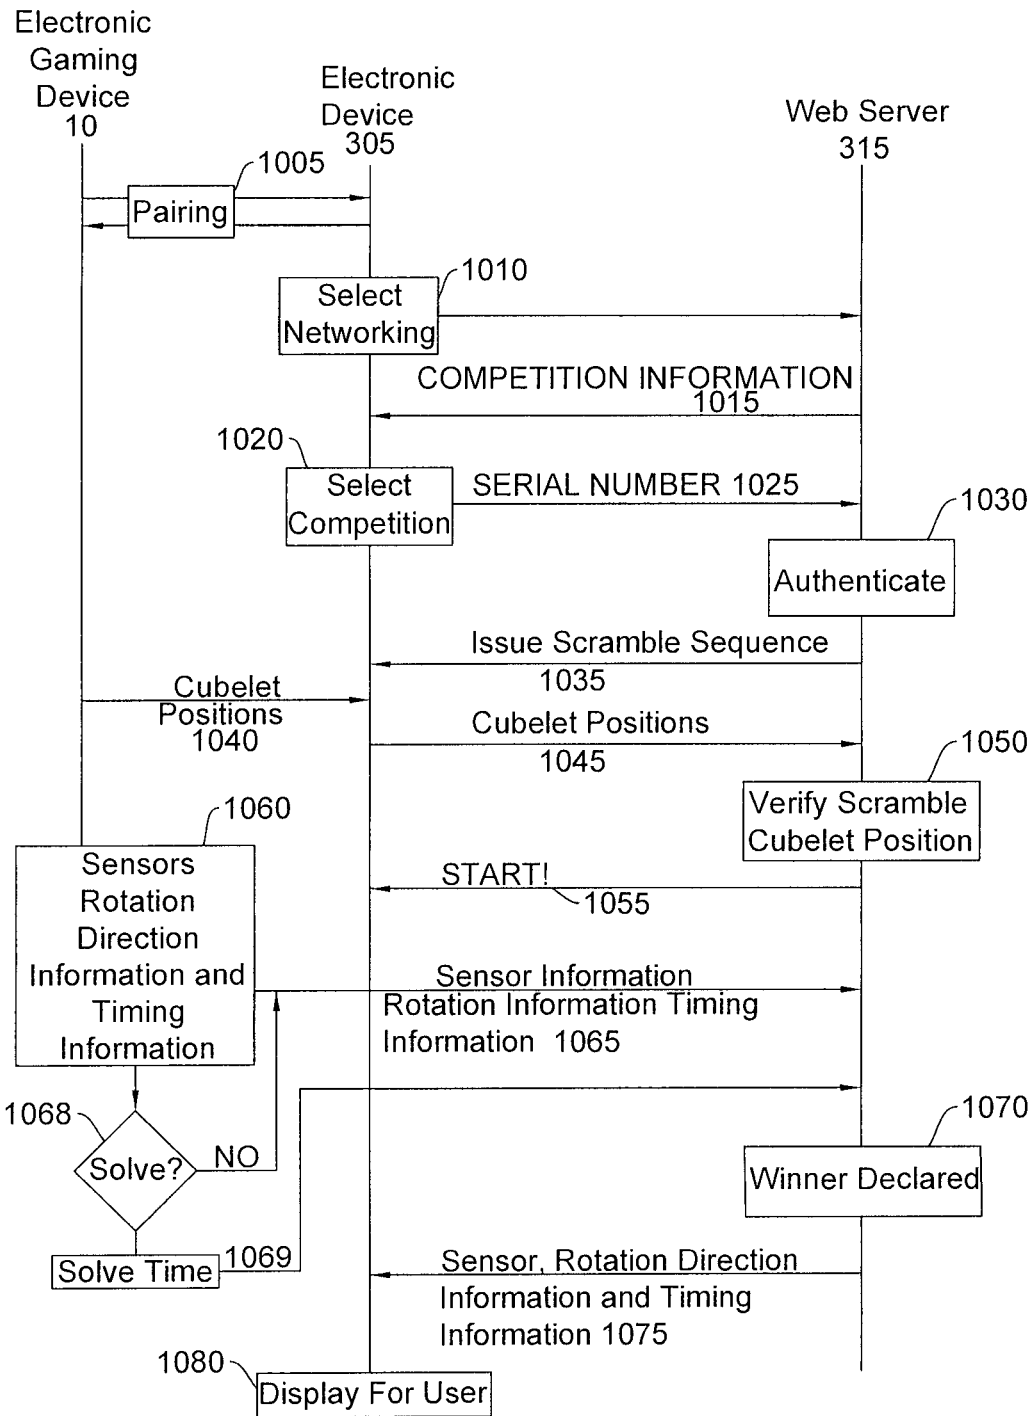 Electronic
Gaming
Device
10
Electronic
Device
305
Web Server
315
1005
Pairing
1010
Select
Networking
COMPETITION INFORMATION
1015
1020
Select
Competition
SERIAL NUMBER 1025
1030
Authenticate
Issue Scramble Sequence
1035
Cubelet
Positions
1040
Cubelet Positions
1045
1050
Verify Scramble
Cubelet Position
1060
Sensors
Rotation
Direction
Information and
Timing
Information
START!
1055
Sensor Information
Rotation Information Timing
Information 1065
1068
Solve?
NO
1070
Winner Declared
Solve Time
1069
Sensor, Rotation Direction
Information and Timing
Information 1075
1080
Display For User